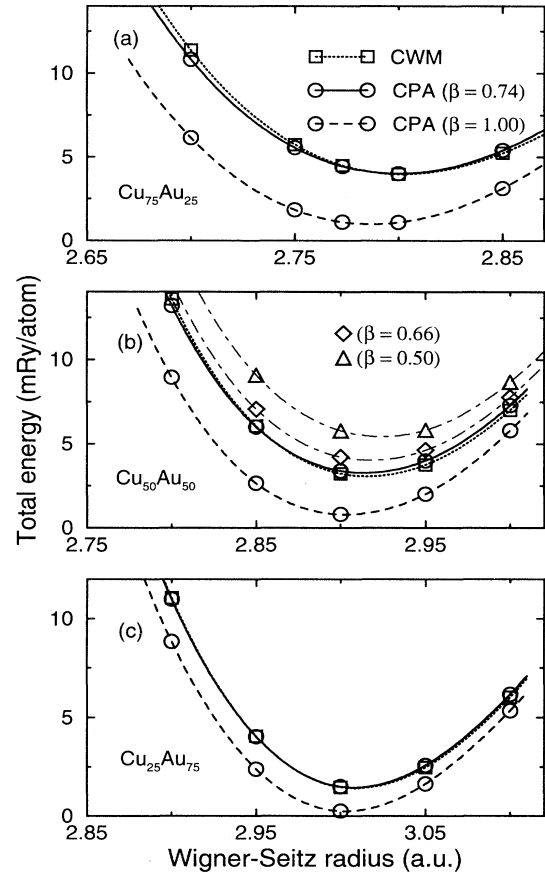 (a)
CWM
CPA (β = 0.74)
CPA (β = 1.00)
Cu₇₅Au₂₅
10
5
0
2.65 2.75 2.85
Total energy (mRy/atom)
(b)
(β = 0.66)
(β = 0.50)
Cu₅₀Au₅₀
10
5
0
2.75 2.85 2.95
(c)
Cu₂₅Au₇₅
10
5
0
2.85 2.95 3.05
Wigner-Seitz radius (a.u.)